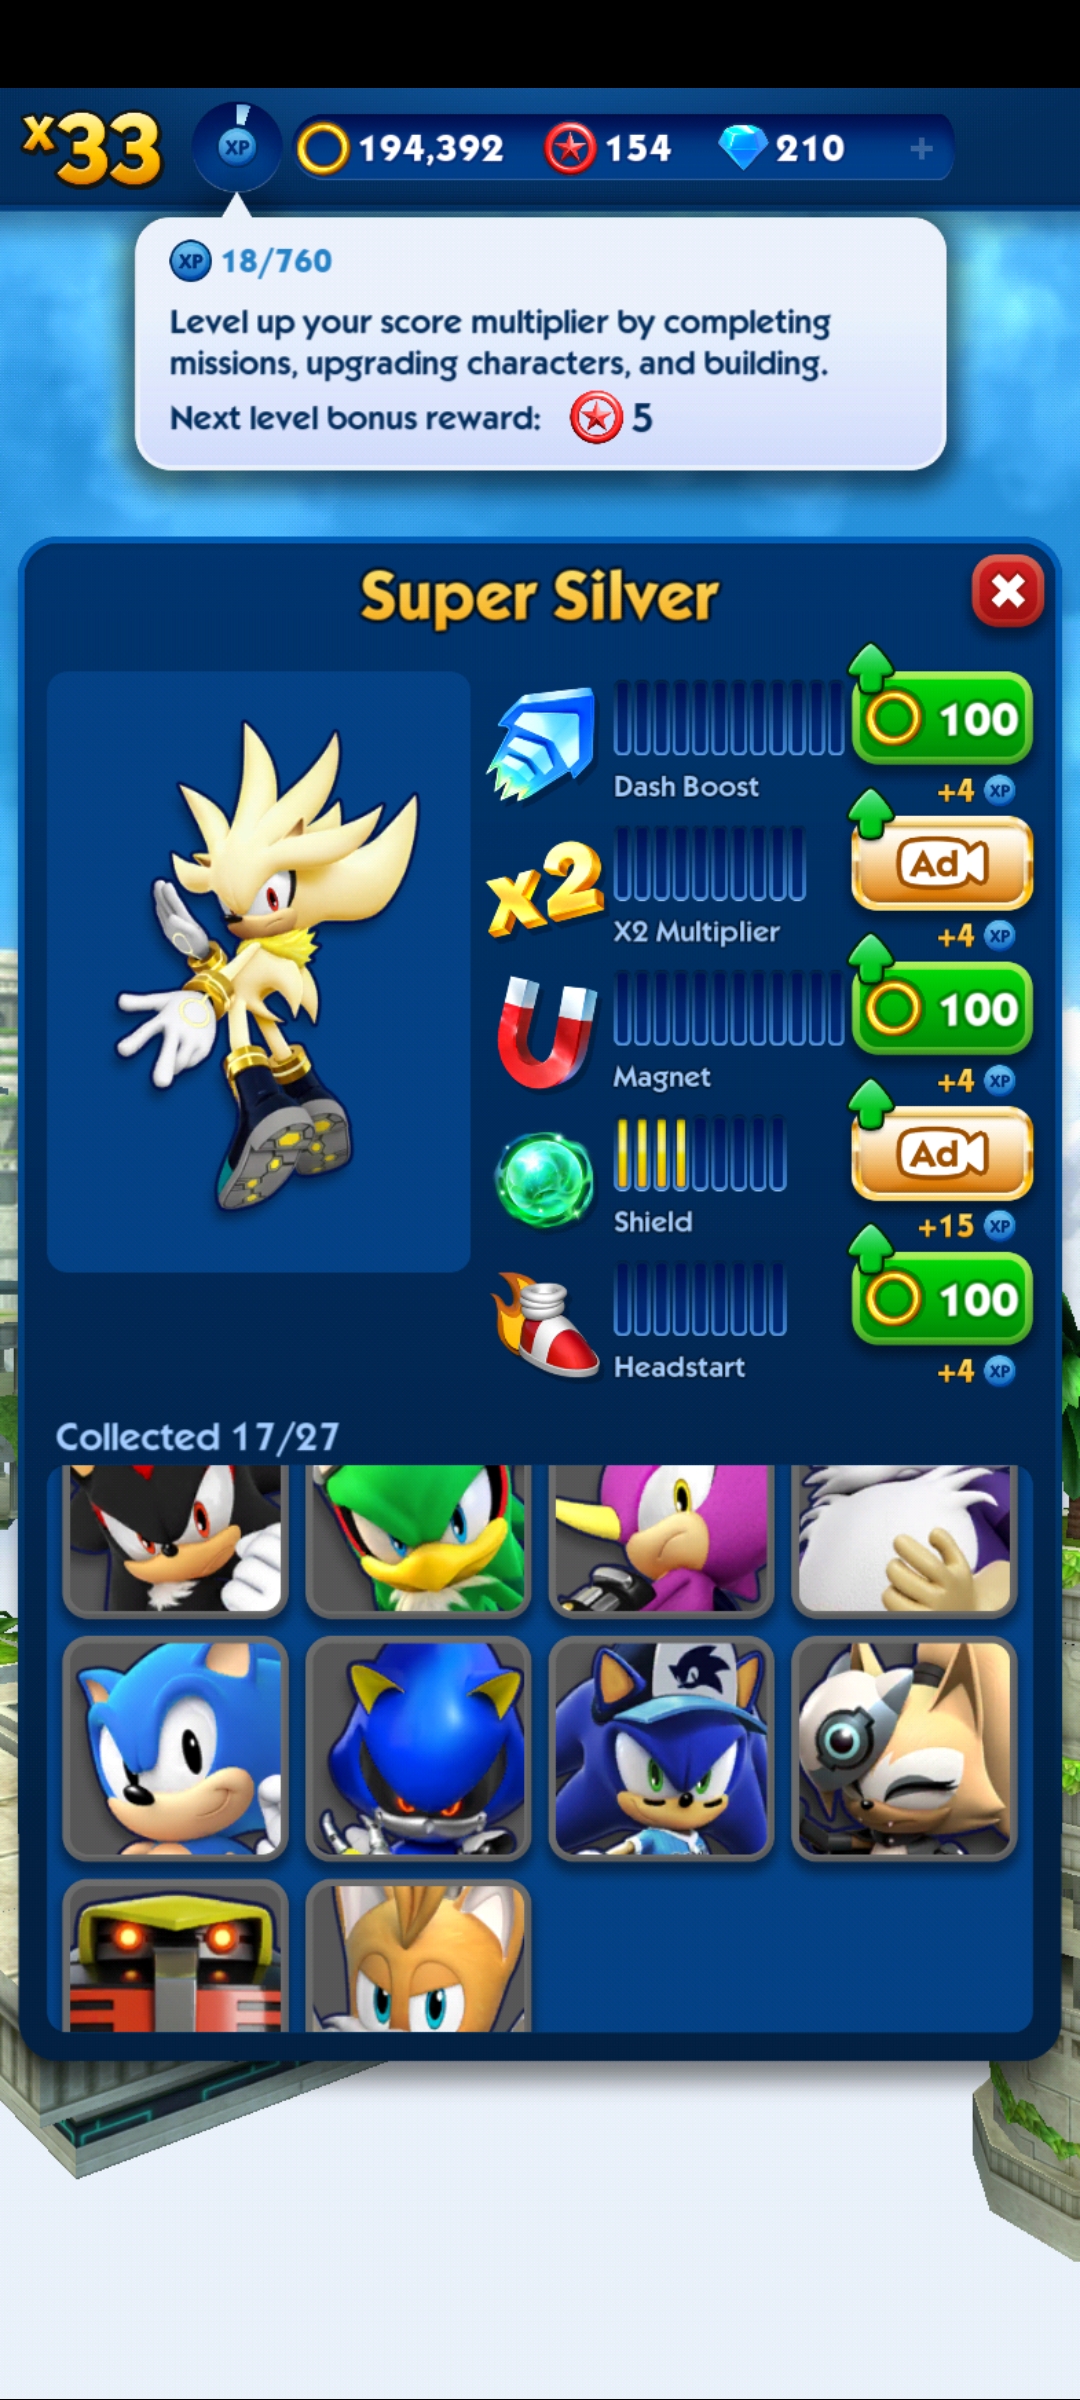 x33
XP
194,392
154
210
+
XP 18/760
Level up your score multiplier by completing
missions, upgrading characters, and building.
Next level bonus reward: 5
Super Silver
100
Dash Boost
+4 XP
x2
Ad
X2 Multiplier
+4 XP
100
Magnet
+4 XP
Ad
Shield
+15 XP
100
Headstart
+4 XP
Collected 17/27